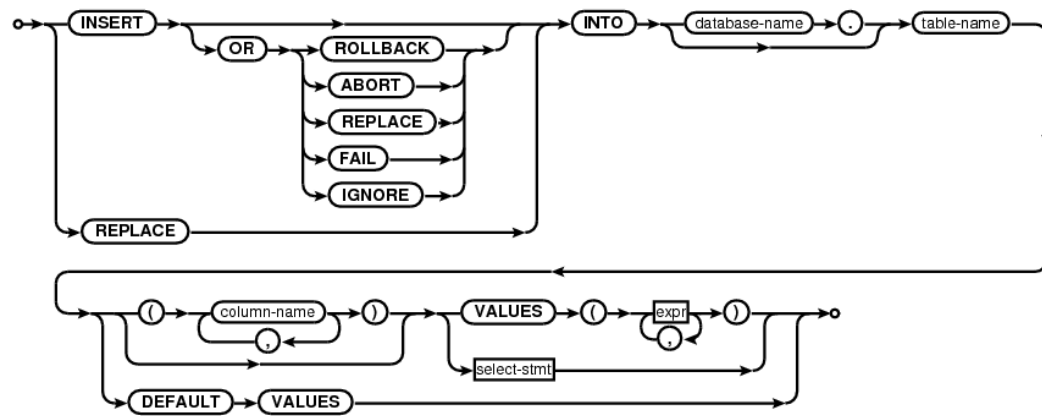 INSERT INTO database-name . table-name
OR ROLLBACK
ABORT
REPLACE
FAIL
IGNORE
REPLACE
( column-name ) VALUES ( expr )
, ,
select-stmt
DEFAULT VALUES